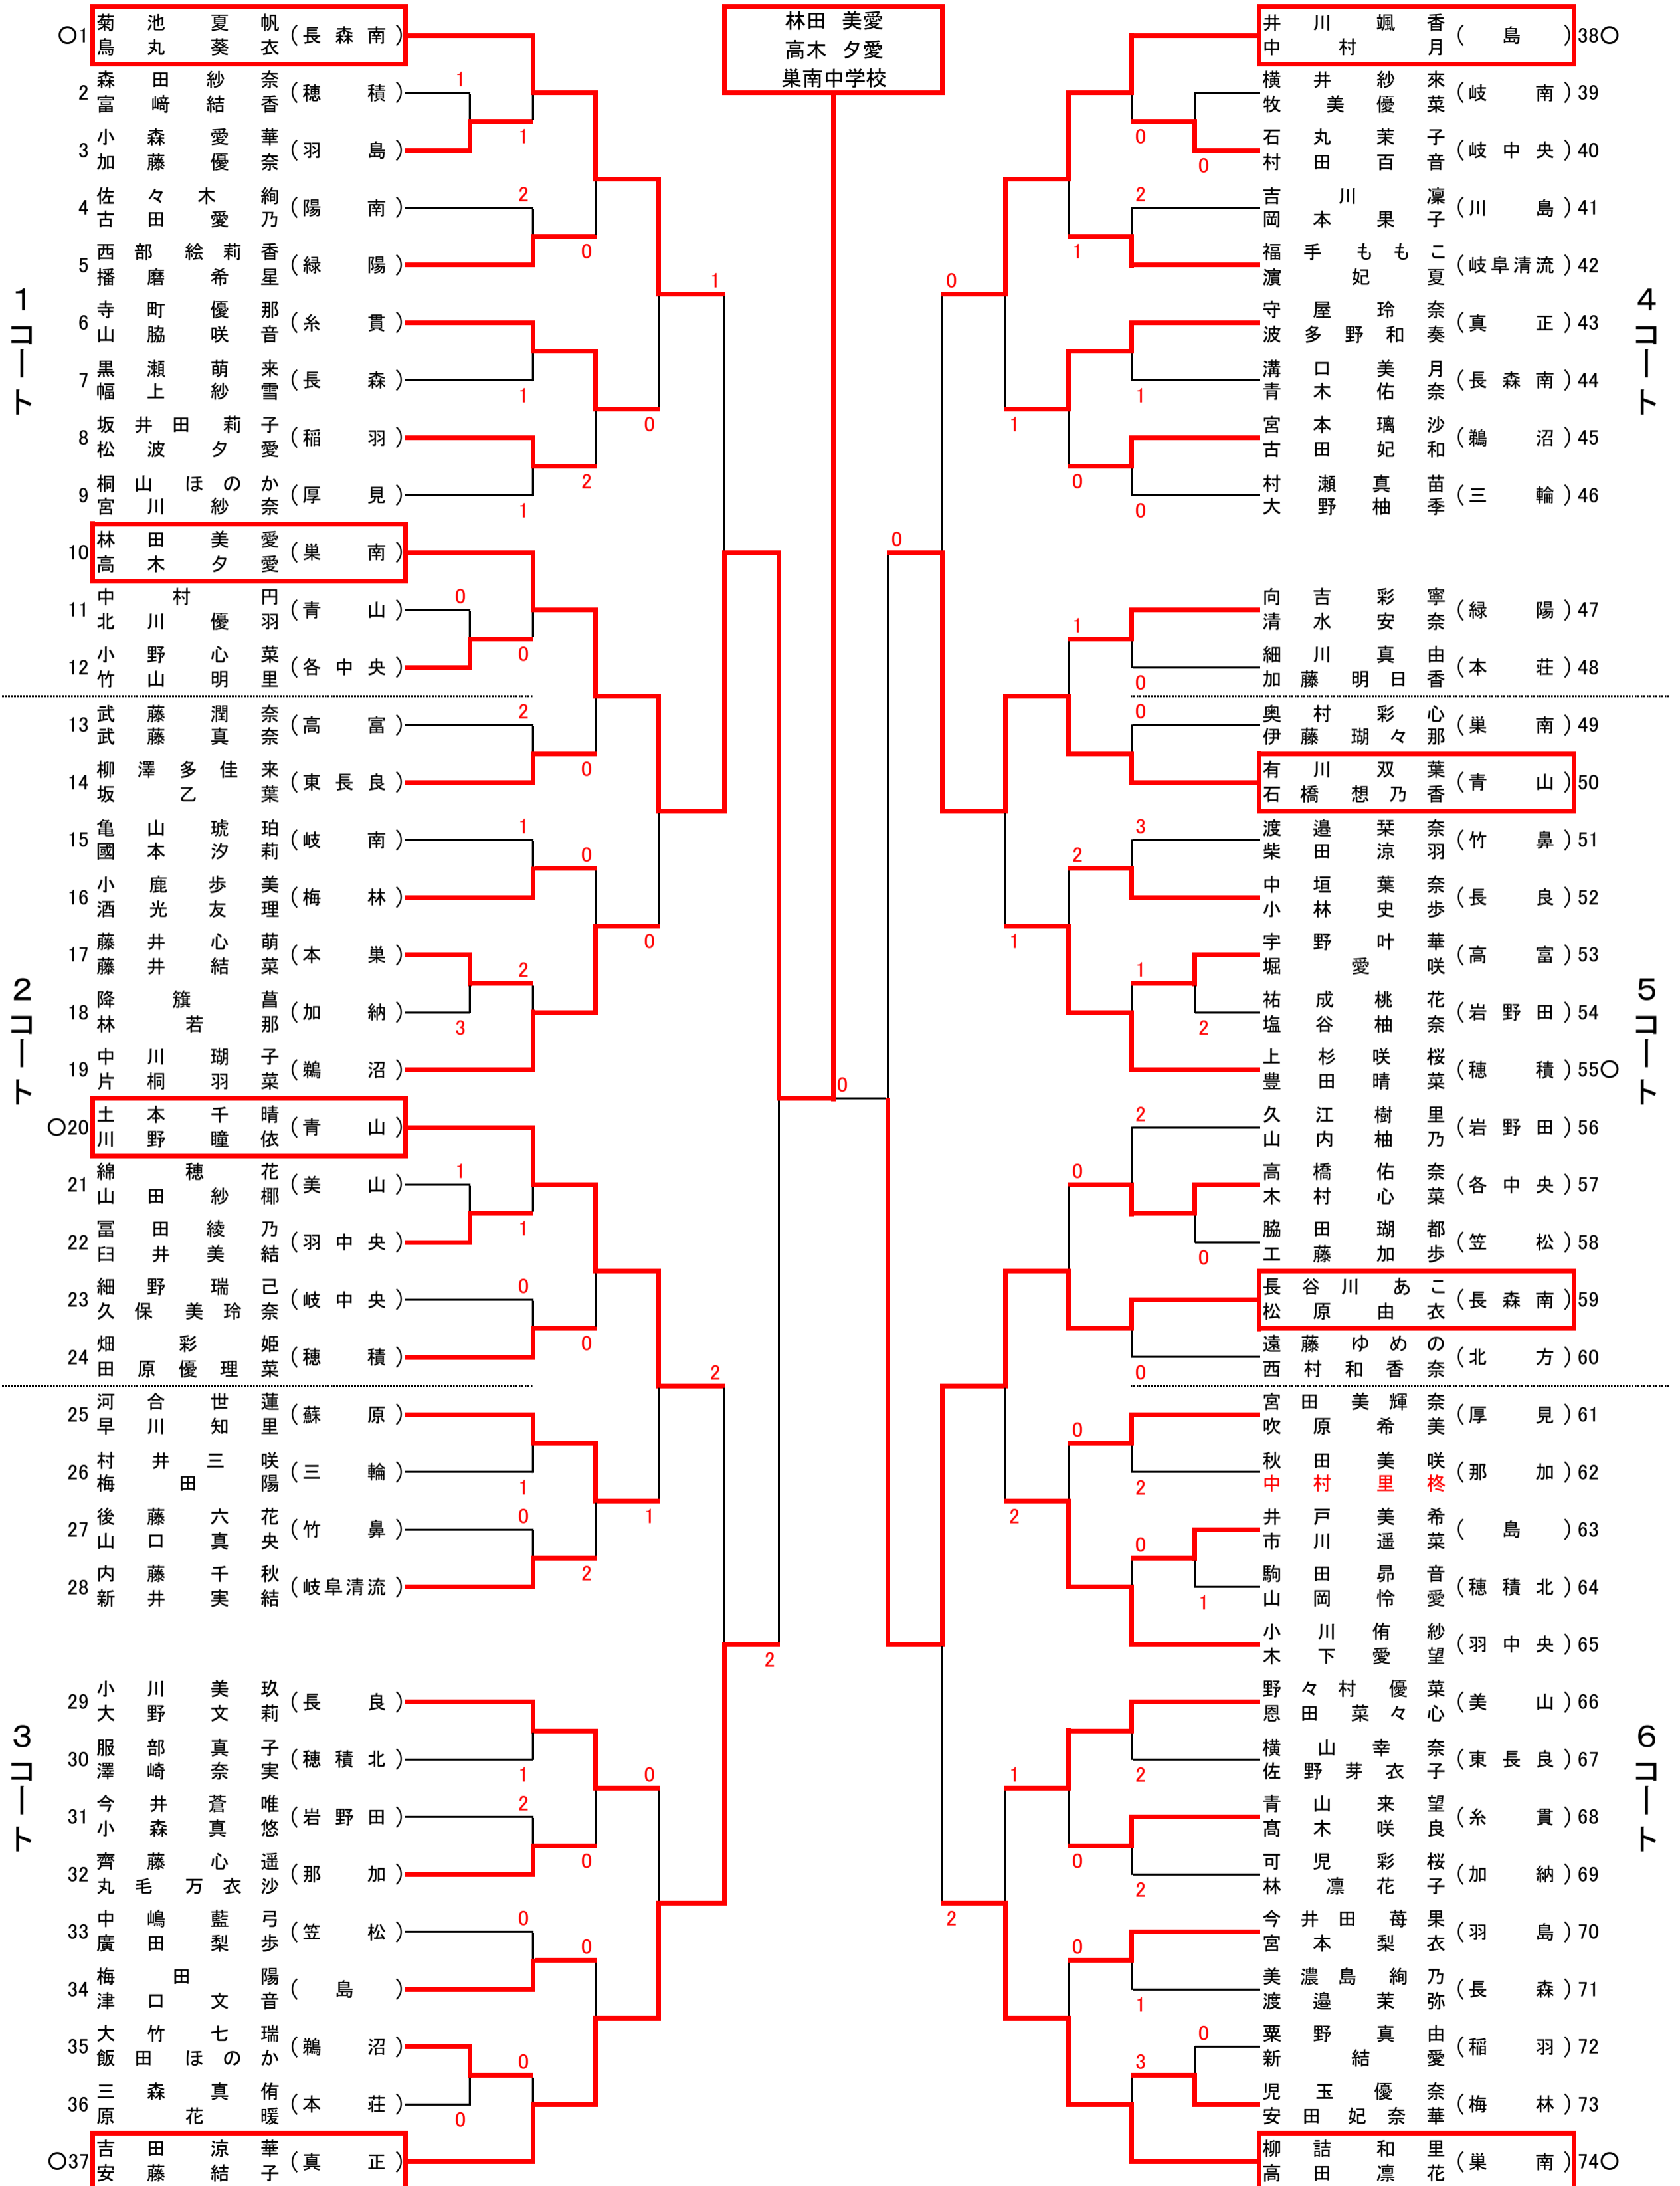 林田 美愛
高木 夕愛
巣南中学校
1コート
○1 菊池夏帆 (長森南)
鳥丸葵衣
2 森田紗奈 (穂積)
富﨑結香
3 小森愛華 (羽島)
加藤優奈
4 佐々木絢 (陽南)
古田愛乃
5 西部絵莉香 (緑陽)
播磨希星
6 寺町優那 (糸貫)
山脇咲音
7 黒瀬萌来 (長森)
幅上紗雪
8 坂井田莉子 (稲羽)
松波夕愛
9 桐山ほのか (厚見)
宮川紗奈
10 林田美愛 (巣南)
高木夕愛
11 中村円 (青山)
北川優羽
12 小野心菜 (各中央)
竹山明里
2コート
13 武藤潤奈 (高富)
武藤真奈
14 柳澤多佳来 (東長良)
坂乙葉
15 亀山琥珀 (岐南)
國本汐莉
16 小鹿歩美 (梅林)
酒光友理
17 藤井心萌 (本巣)
藤井結菜
18 降籏菖 (加納)
林若那
19 中川瑚子 (鵜沼)
片桐羽菜
○20 土本千晴 (青山)
川野瞳依
21 綿穂花 (美山)
山田紗椰
22 冨田綾乃 (羽中央)
臼井美結
23 細野瑞己 (岐中央)
久保美玲奈
24 畑彩姫 (穂積)
田原優理菜
3コート
25 河合世蓮 (蘇原)
早川知里
26 村井三咲 (三輪)
梅田陽
27 後藤六花 (竹鼻)
山口真央
28 内藤千秋 (岐阜清流)
新井実結
29 小川美玖 (長良)
大野文莉
30 服部真子 (穂積北)
澤崎奈実
31 今井蒼唯 (岩野田)
小森真悠
32 齊藤心遥 (那加)
丸毛万衣沙
33 中嶋藍弓 (笠松)
廣田梨歩
34 梅田陽 (島)
津口文音
35 大竹七瑞 (鵜沼)
飯田ほのか
36 三森真侑 (本荘)
原花暖
○37 吉田涼華 (真正)
安藤結子
4コート
井川颯香 (島) 38○
中村月
横井紗來 (岐南) 39
牧美優菜
石丸茉子 (岐中央) 40
村田百音
吉川凜 (川島) 41
岡本果子
福手ももこ (岐阜清流) 42
濵妃夏
守屋玲奈 (真正) 43
波多野和奏
溝口美月 (長森南) 44
青木佑奈
宮本璃沙 (鵜沼) 45
古田妃和
村瀬真苗 (三輪) 46
大野柚季
向吉彩寧 (緑陽) 47
清水安奈
細川真由 (本荘) 48
加藤明日香
5コート
奥村彩心 (巣南) 49
伊藤瑚々那
有川双葉 (青山) 50
石橋想乃香
渡邉栞奈 (竹鼻) 51
柴田涼羽
中垣葉奈 (長良) 52
小林史歩
宇野叶華 (高富) 53
堀愛咲
祐成桃花 (岩野田) 54
塩谷柚奈
上杉咲桜 (穂積) 55○
豊田晴菜
久江樹里 (岩野田) 56
山内柚乃
高橋佑奈 (各中央) 57
木村心菜
脇田瑚都 (笠松) 58
工藤加歩
長谷川あこ (長森南) 59
松原由衣
遠藤ゆめの (北方) 60
西村和香奈
6コート
宮田美輝奈 (厚見) 61
吹原希美
秋田美咲 (那加) 62
中村里柊
井戸美希 (島) 63
市川遥菜
駒田昴音 (穂積北) 64
山岡怜愛
小川侑紗 (羽中央) 65
木下愛望
野々村優菜 (美山) 66
恩田菜々心
横山幸奈 (東長良) 67
佐野芽衣子
青山来望 (糸貫) 68
髙木咲良
可児彩桜 (加納) 69
林凛花子
今井田苺果 (羽島) 70
宮本梨衣
美濃島絢乃 (長森) 71
渡邉茉弥
粟野真由 (稲羽) 72
新結愛
児玉優奈 (梅林) 73
安田妃奈華
柳詰和里 (巣南) 74○
高田凛花